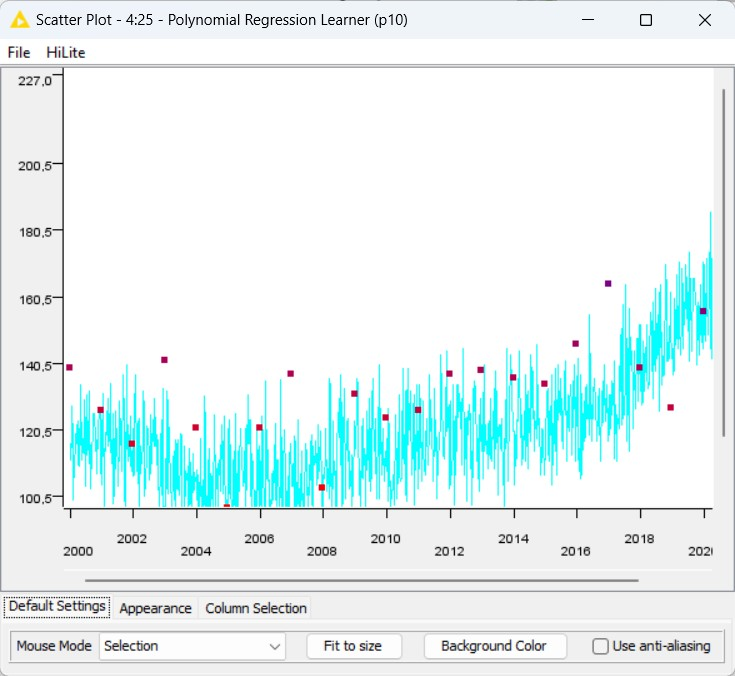 Scatter Plot - 4:25 - Polynomial Regression Learner (p10)
File HiLite
227,0
200,5
180,5
160,5
140,5
120,5
100,5
2002 2006 2010 2014 2018
2000 2004 2008 2012 2016
Default Settings Appearance Column Selection
Mouse Mode Selection Fit to size Background Color Use anti-aliasing